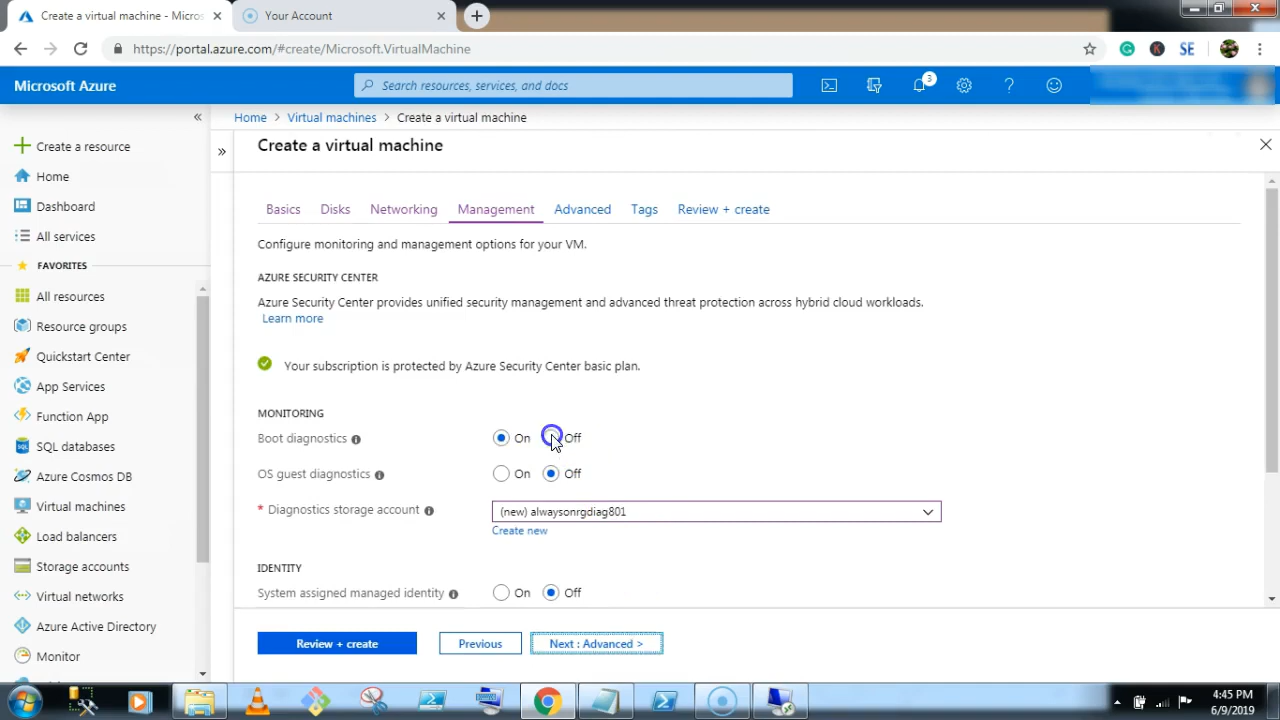 Create a virtual machine - Micros
Your Account
https://portal.azure.com/#create/Microsoft.VirtualMachine
SE
Microsoft Azure
Search resources, services, and docs
3
Home > Virtual machines > Create a virtual machine
Create a virtual machine
Create a resource
Home
Dashboard
All services
FAVORITES
All resources
Resource groups
Quickstart Center
App Services
Function App
SQL databases
Azure Cosmos DB
Virtual machines
Load balancers
Storage accounts
Virtual networks
Azure Active Directory
Monitor
Basics Disks Networking Management Advanced Tags Review + create
Configure monitoring and management options for your VM.
AZURE SECURITY CENTER
Azure Security Center provides unified security management and advanced threat protection across hybrid cloud workloads.
Learn more
Your subscription is protected by Azure Security Center basic plan.
MONITORING
Boot diagnostics On Off
OS guest diagnostics On Off
* Diagnostics storage account (new) alwaysonrgdiag801
Create new
IDENTITY
System assigned managed identity On Off
Review + create Previous Next : Advanced >
4:45 PM
6/9/2019